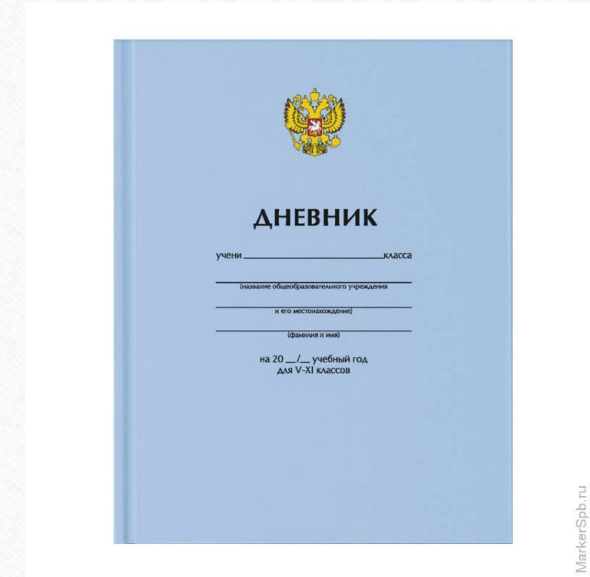 ДНЕВНИК
учени ____________________ класса
(название общеобразовательного учреждения
и его местонахождение)
(фамилия и имя)
на 20 __/__ учебный год
для V-XI классов
MarkerSpb.ru